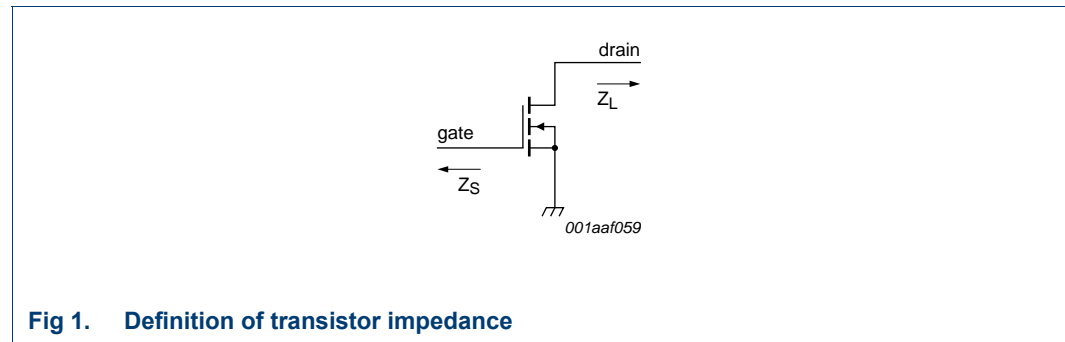 drain
Z_L
gate
Z_S
001aaf059
Fig 1. Definition of transistor impedance